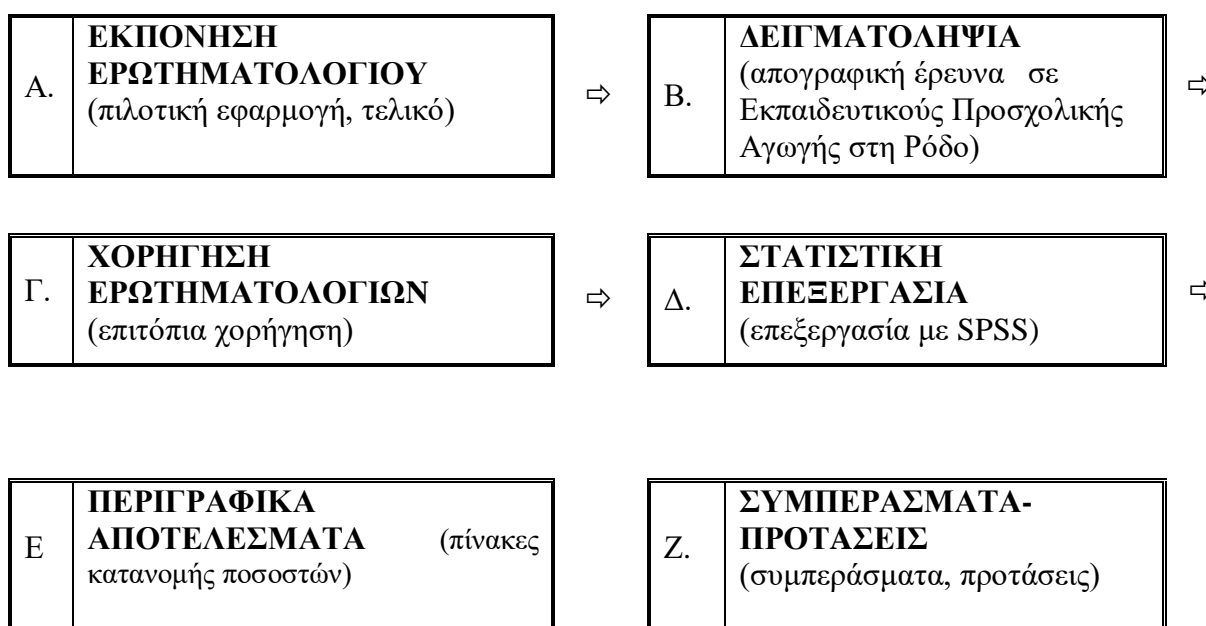 Α.
ΕΚΠΟΝΗΣΗ
ΕΡΩΤΗΜΑΤΟΛΟΓΙΟΥ
(πιλοτική εφαρμογή, τελικό)
⇨
Β.
ΔΕΙΓΜΑΤΟΛΗΨΙΑ
(απογραφική έρευνα σε
Εκπαιδευτικούς Προσχολικής
Αγωγής στη Ρόδο)
⇨
Γ.
ΧΟΡΗΓΗΣΗ
ΕΡΩΤΗΜΑΤΟΛΟΓΙΩΝ
(επιτόπια χορήγηση)
⇨
Δ.
ΣΤΑΤΙΣΤΙΚΗ
ΕΠΕΞΕΡΓΑΣΙΑ
(επεξεργασία με SPSS)
⇨
Ε
ΠΕΡΙΓΡΑΦΙΚΑ
ΑΠΟΤΕΛΕΣΜΑΤΑ (πίνακες
κατανομής ποσοστών)
Ζ.
ΣΥΜΠΕΡΑΣΜΑΤΑ-
ΠΡΟΤΑΣΕΙΣ
(συμπεράσματα, προτάσεις)